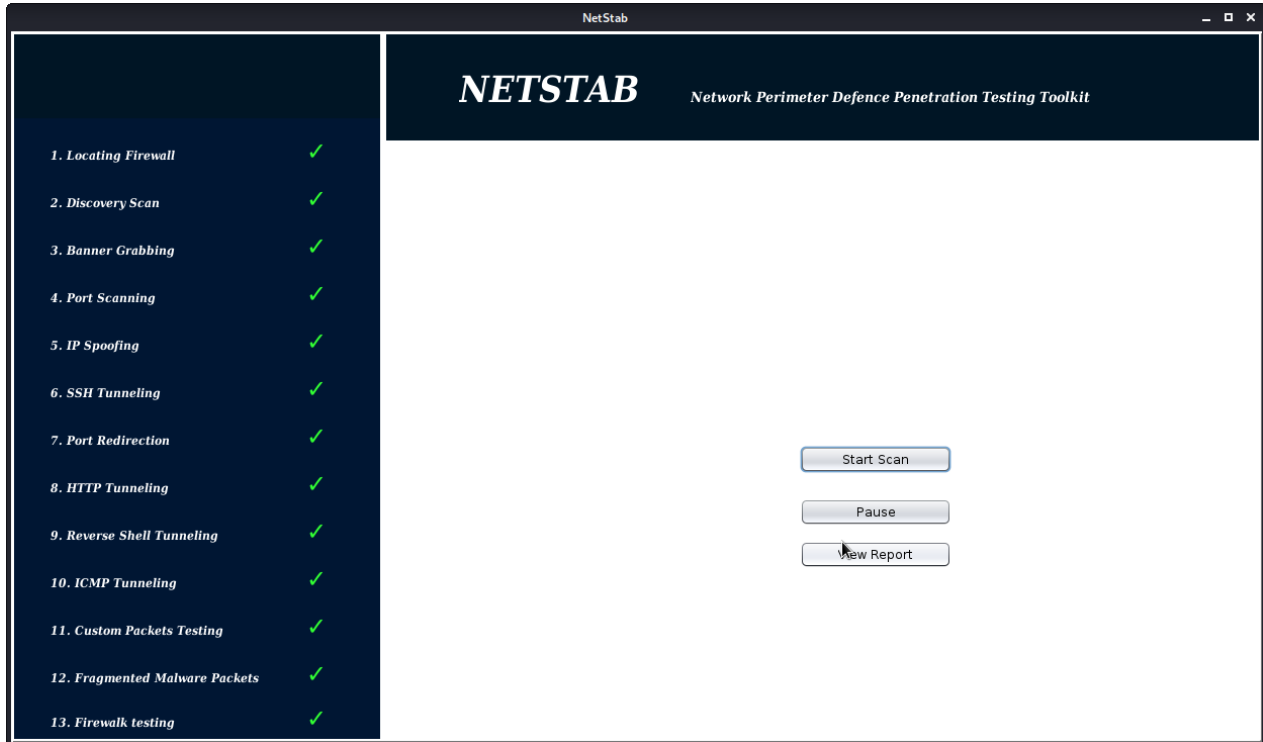 NetStab
NETSTAB Network Perimeter Defence Penetration Testing Toolkit
1. Locating Firewall ✓
2. Discovery Scan ✓
3. Banner Grabbing ✓
4. Port Scanning ✓
5. IP Spoofing ✓
6. SSH Tunneling ✓
7. Port Redirection ✓
8. HTTP Tunneling ✓
9. Reverse Shell Tunneling ✓
10. ICMP Tunneling ✓
11. Custom Packets Testing ✓
12. Fragmented Malware Packets ✓
13. Firewalk testing ✓
Start Scan
Pause
View Report